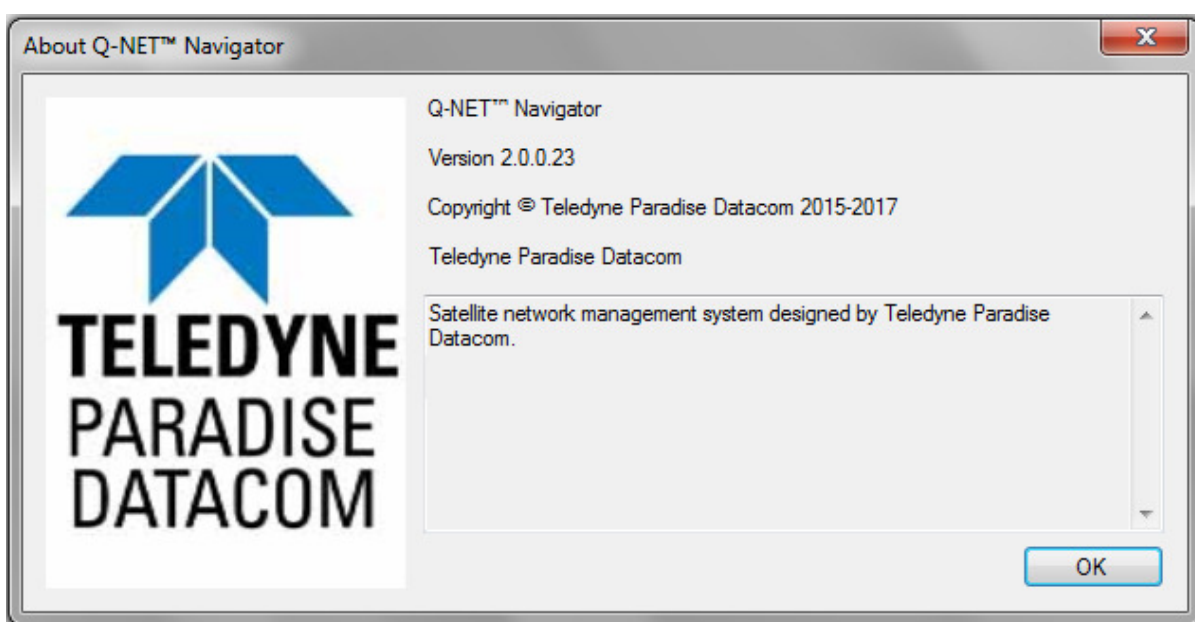 About Q-NET™ Navigator
TELEDYNE
PARADISE
DATACOM
Q-NET™ Navigator
Version 2.0.0.23
Copyright © Teledyne Paradise Datacom 2015-2017
Teledyne Paradise Datacom
Satellite network management system designed by Teledyne Paradise
Datacom.
OK